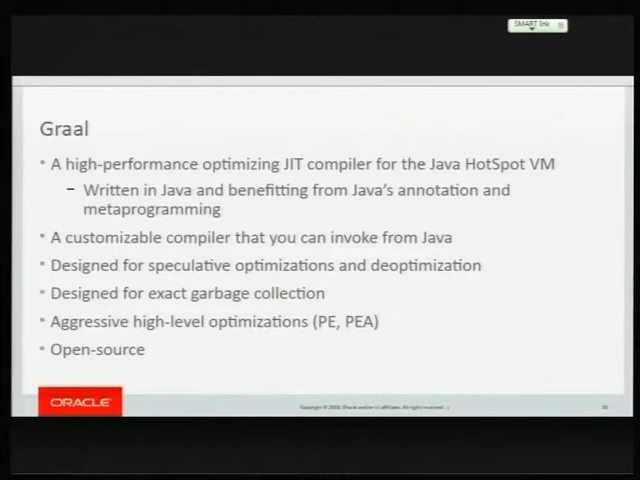 SMART Ink
Graal
• A high-performance optimizing JIT compiler for the Java HotSpot VM
– Written in Java and benefitting from Java's annotation and
metaprogramming
• A customizable compiler that you can invoke from Java
• Designed for speculative optimizations and deoptimization
• Designed for exact garbage collection
• Aggressive high-level optimizations (PE, PEA)
• Open-source
ORACLE